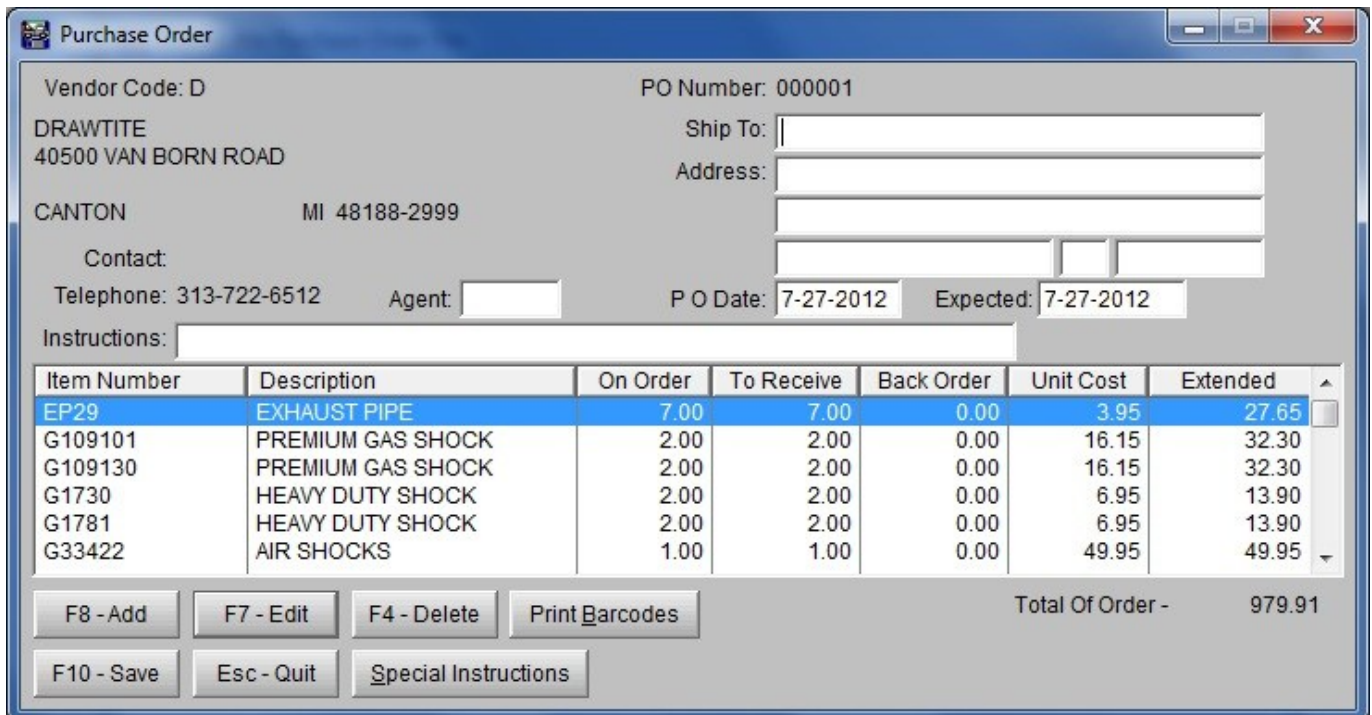 Purchase Order
Vendor Code: D PO Number: 000001
DRAWTITE Ship To:
40500 VAN BORN ROAD
Address:
CANTON MI 48188-2999
Contact:
Telephone: 313-722-6512 Agent: P O Date: 7-27-2012 Expected: 7-27-2012
Instructions:
Item Number Description On Order To Receive Back Order Unit Cost Extended
EP29 EXHAUST PIPE 7.00 7.00 0.00 3.95 27.65
G109101 PREMIUM GAS SHOCK 2.00 2.00 0.00 16.15 32.30
G109130 PREMIUM GAS SHOCK 2.00 2.00 0.00 16.15 32.30
G1730 HEAVY DUTY SHOCK 2.00 2.00 0.00 6.95 13.90
G1781 HEAVY DUTY SHOCK 2.00 2.00 0.00 6.95 13.90
G33422 AIR SHOCKS 1.00 1.00 0.00 49.95 49.95
F8 - Add F7 - Edit F4 - Delete Print Barcodes Total Of Order - 979.91
F10 - Save Esc - Quit Special Instructions